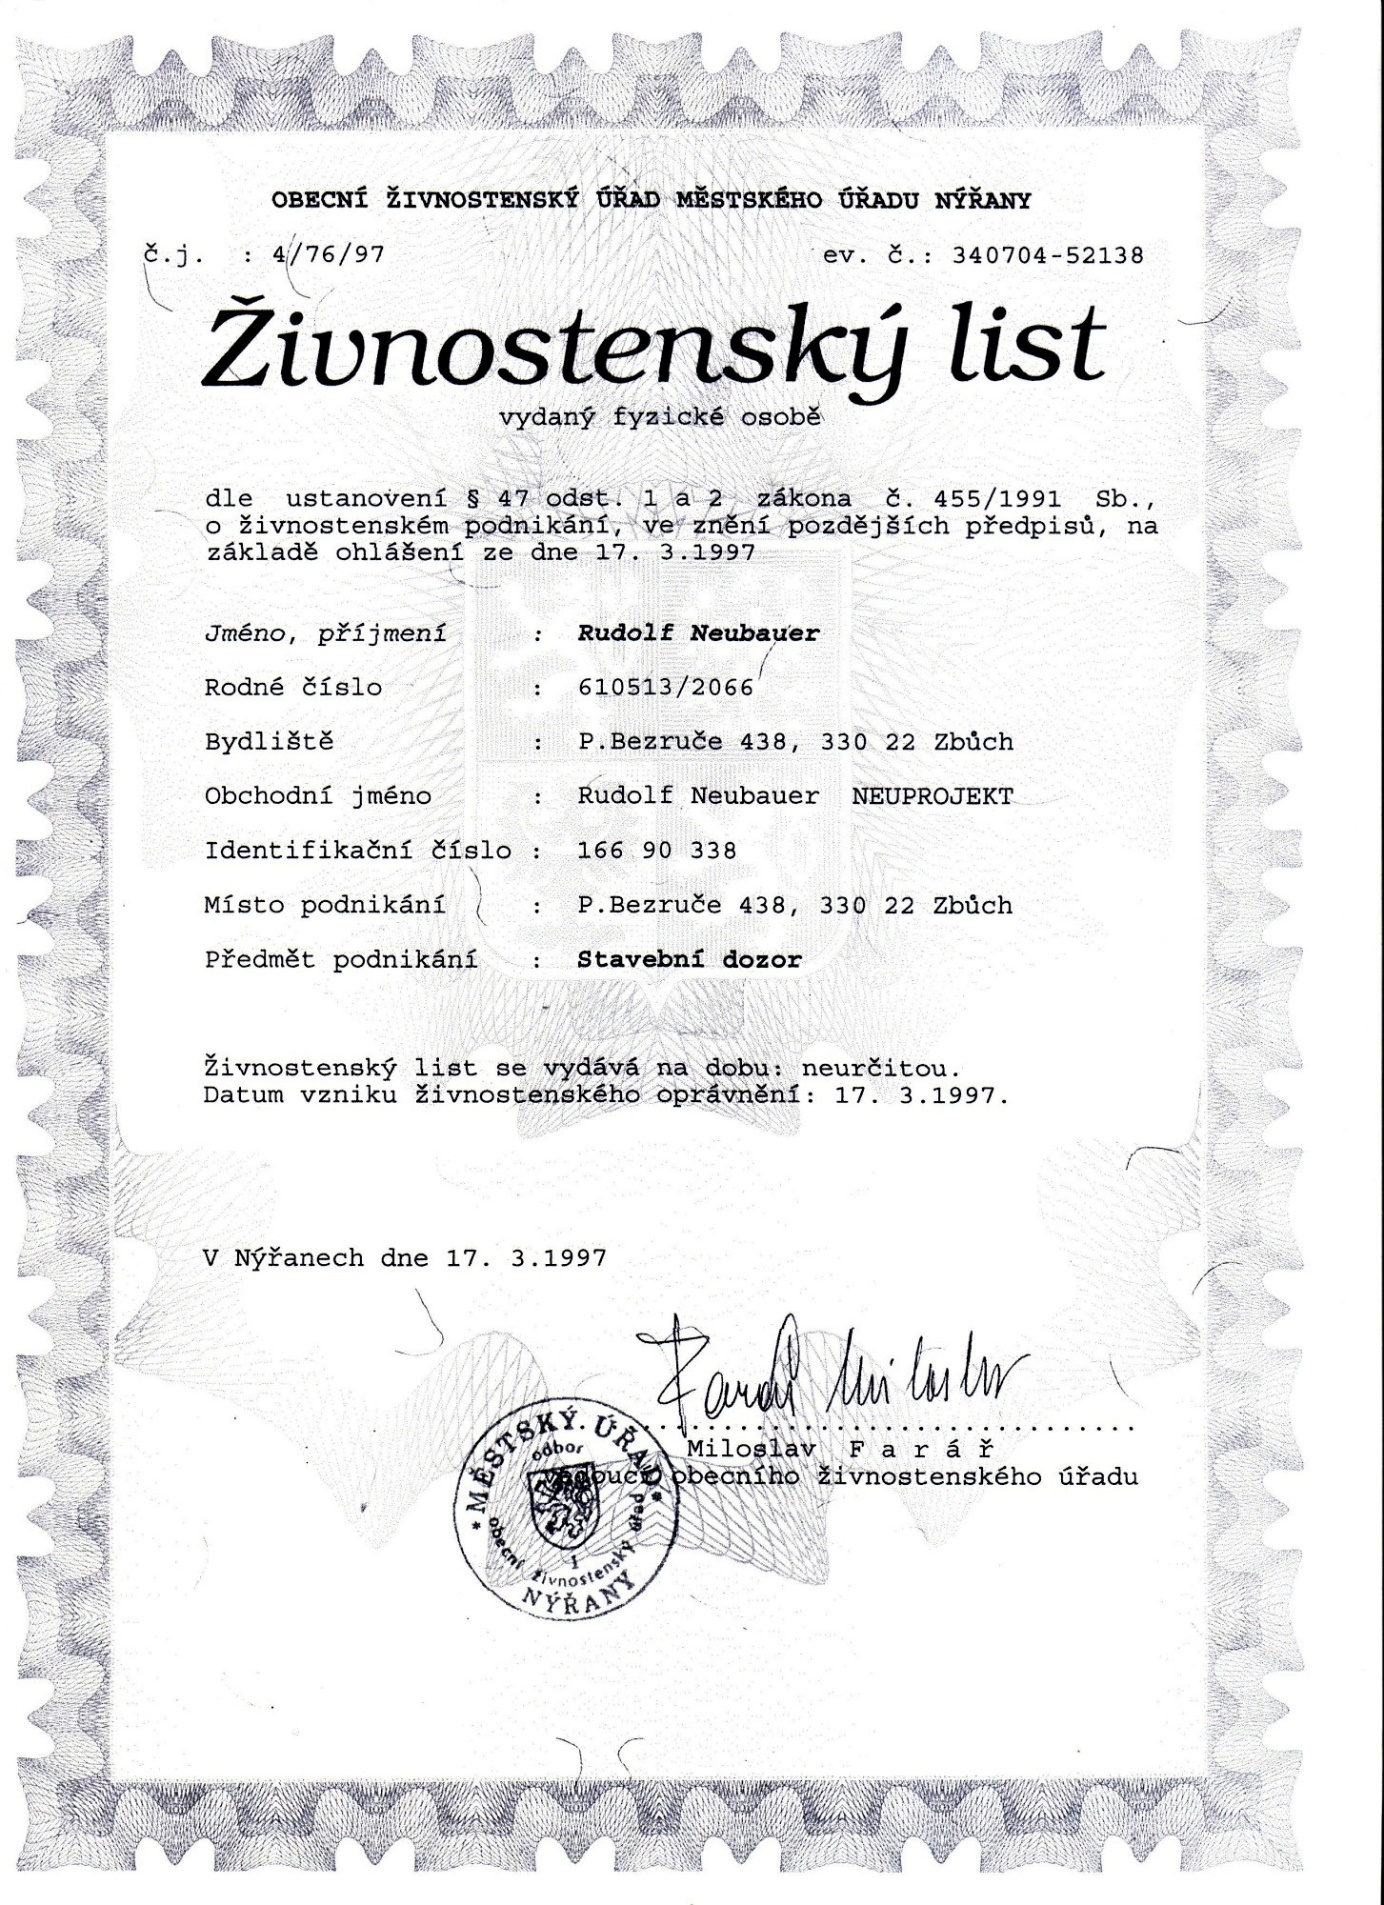 OBECNÍ ŽIVNOSTENSKÝ ÚŘAD MĚSTSKÉHO ÚŘADU NÝŘANY
č.j. : 4/76/97 ev. č.: 340704-52138
Živnostenský list
vydaný fyzické osobě
dle ustanovení § 47 odst. 1 a 2 zákona č. 455/1991 Sb.,
o živnostenském podnikání, ve znění pozdějších předpisů, na
základě ohlášení ze dne 17. 3.1997
Jméno, příjmení : Rudolf Neubauer
Rodné číslo : 610513/2066
Bydliště : P.Bezruče 438, 330 22 Zbůch
Obchodní jméno : Rudolf Neubauer NEUPROJEKT
Identifikační číslo : 166 90 338
Místo podnikání : P.Bezruče 438, 330 22 Zbůch
Předmět podnikání : Stavební dozor
Živnostenský list se vydává na dobu: neurčitou.
Datum vzniku živnostenského oprávnění: 17. 3.1997.
V Nýřanech dne 17. 3.1997
Miloslav F a r á ř
vedoucí obecního živnostenského úřadu
* MĚSTSKÝ ÚŘAD *
odbor
obecní živnostenský úřad
1
NÝŘANY